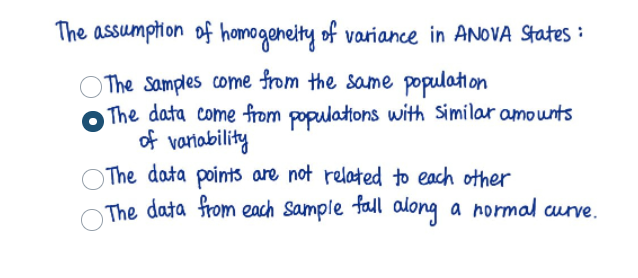 The assumption of homogeneity of variance in ANOVA States :
The Samples come from the same population
The data come from populations with similar amounts
of variability
The data points are not related to each other
The data from each sample fall along a normal curve.